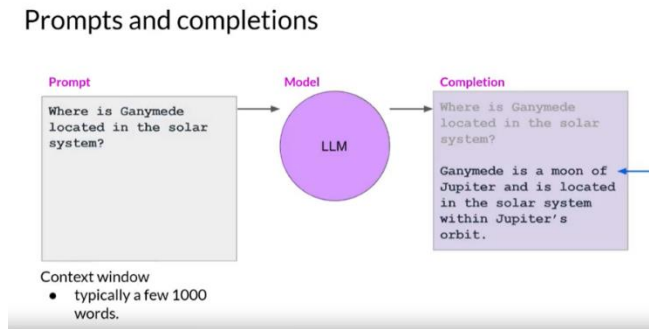 Prompts and completions
Prompt
Where is Ganymede
located in the solar
system?
Context window
• typically a few 1000
words.
Model
LLM
Completion
Where is Ganymede
located in the solar
system?
Ganymede is a moon of
Jupiter and is located
in the solar system
within Jupiter's
orbit.